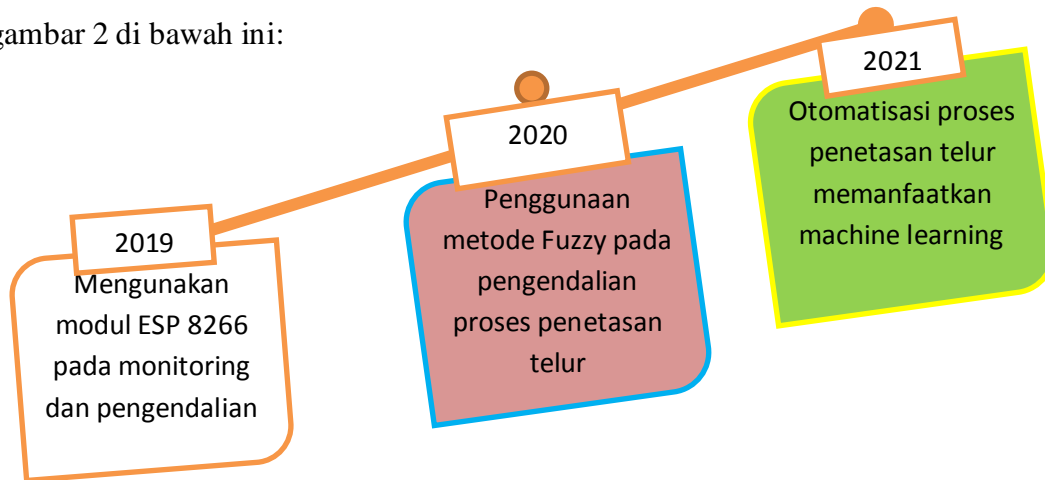 gambar 2 di bawah ini:
2019
Mengunakan
modul ESP 8266
pada monitoring
dan pengendalian
2020
Penggunaan
metode Fuzzy pada
pengendalian
proses penetasan
telur
2021
Otomatisasi proses
penetasan telur
memanfaatkan
machine learning